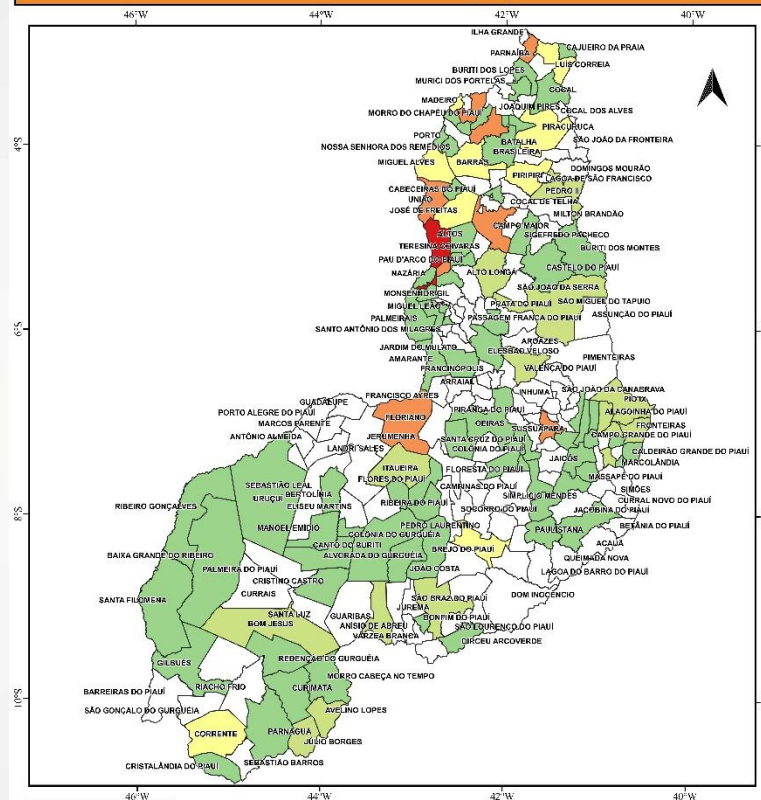 46°W 44°W 42°W 40°W
ILHA GRANDE
PARNAÍBA
CAJUEIRO DA PRAIA
LUÍS CORREIA
BURITI DOS LOPES
MURICI DOS PORTELAS
COCAL
MADEIRO
JOAQUIM PIRES
COCAL DOS ALVES
MORRO DO CHAPÉU DO PIAUÍ
PIRACURUCA
PORTO
BATALHA
SÃO JOÃO DA FRONTEIRA
NOSSA SENHORA DOS REMÉDIOS
BRASILEIRA
MIGUEL ALVES
BARRAS
DOMINGOS MOURÃO
PIRIPIRI
LAGOA DE SÃO FRANCISCO
CABECEIRAS DO PIAUÍ
PEDRO II
UNIÃO
COCAL DE TELHA
JOSÉ DE FREITAS
MILTON BRANDÃO
CAMPO MAIOR
ALTOS
SIGEFREDO PACHECO
TERESINA
BURITI DOS MONTES
PAU D'ARCO DO PIAUÍ
CASTELO DO PIAUÍ
NAZÁRIA
ALTO LONGÁ
SÃO JOÃO DA SERRA
MONSENHOR GIL
PRATA DO PIAUÍ
SÃO MIGUEL DO TAPUIO
MIGUEL LEÃO
ASSUNÇÃO DO PIAUÍ
PALMEIRAIS
PASSAGEM FRANCA DO PIAUÍ
SANTO ANTÔNIO DOS MILAGRES
AROAZES
JARDIM DO MULATO
ELESBÃO VELOSO
PIMENTEIRAS
AMARANTE
VALENÇA DO PIAUÍ
FRANCINÓPOLIS
ARRAIAL
INHUMA
SÃO JOÃO DA CANABRAVA
FRANCISCO AYRES
PIO IX
GUADALUPE
IPIRANGA DO PIAUÍ
ALAGOINHA DO PIAUÍ
PORTO ALEGRE DO PIAUÍ
FLORIANO
OEIRAS
FRONTEIRAS
MARCOS PARENTE
SUSSUAPARA
CAMPO GRANDE DO PIAUÍ
ANTÔNIO ALMEIDA
JERUMENHA
SANTA CRUZ DO PIAUÍ
LANDRI SALES
COLÔNIA DO PIAUÍ
CALDEIRÃO GRANDE DO PIAUÍ
JAICÓS
MARCOLÂNDIA
ITAUEIRA
FLORESTA DO PIAUÍ
FLORES DO PIAUÍ
MASSAPÉ DO PIAUÍ
SEBASTIÃO LEAL
CAMPINAS DO PIAUÍ
SIMÕES
BERTOLÍNIA
SIMPLÍCIO MENDES
URUÇUÍ
RIBEIRA DO PIAUÍ
CURRAL NOVO DO PIAUÍ
RIBEIRO GONÇALVES
ELISEU MARTINS
SOCORRO DO PIAUÍ
JACOBINA DO PIAUÍ
MANOEL EMÍDIO
PEDRO LAURENTINO
PAULISTANA
BETÂNIA DO PIAUÍ
COLÔNIA DO GURGUÉIA
CANTO DO BURITI
ACAUÃ
BAIXA GRANDE DO RIBEIRO
ALVORADA DO GURGUÉIA
BREJO DO PIAUÍ
QUEIMADA NOVA
PALMEIRA DO PIAUÍ
JOÃO COSTA
LAGOA DO BARRO DO PIAUÍ
CRISTINO CASTRO
SANTA FILOMENA
CURRAIS
DOM INOCÊNCIO
SÃO BRAZ DO PIAUÍ
SANTA LUZ
GUARIBAS
JUREMA
BOM JESUS
ANÍSIO DE ABREU
BONFIM DO PIAUÍ
SÃO LOURENÇO DO PIAUÍ
VÁRZEA BRANCA
DIRCEU ARCOVERDE
GILBUÉS
REDENÇÃO DO GURGUÉIA
MORRO CABEÇA NO TEMPO
BARREIRAS DO PIAUÍ
RIACHO FRIO
CURIMATÁ
SÃO GONÇALO DO GURGUÉIA
AVELINO LOPES
CORRENTE
PARNAGUÁ
JÚLIO BORGES
CRISTALÂNDIA DO PIAUÍ
SEBASTIÃO BARROS
46°W 44°W 42°W 40°W